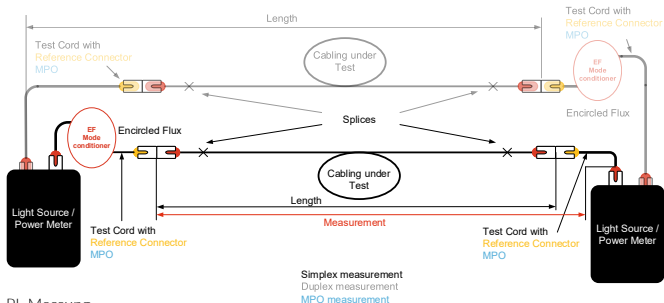 Length
Test Cord with
Reference Connector
MPO
Cabling under
Test
Test Cord with
Reference Connector
MPO
EF
Mode
conditioner
Encircled Flux
Splices
EF
Mode
conditioner
Encircled Flux
Cabling under
Test
Length
Measurement
Light Source /
Power Meter
Test Cord with
Reference Connector
MPO
Test Cord with
Reference Connector
MPO
Light Source /
Power Meter
Simplex measurement
Duplex measurement
MPO measurement